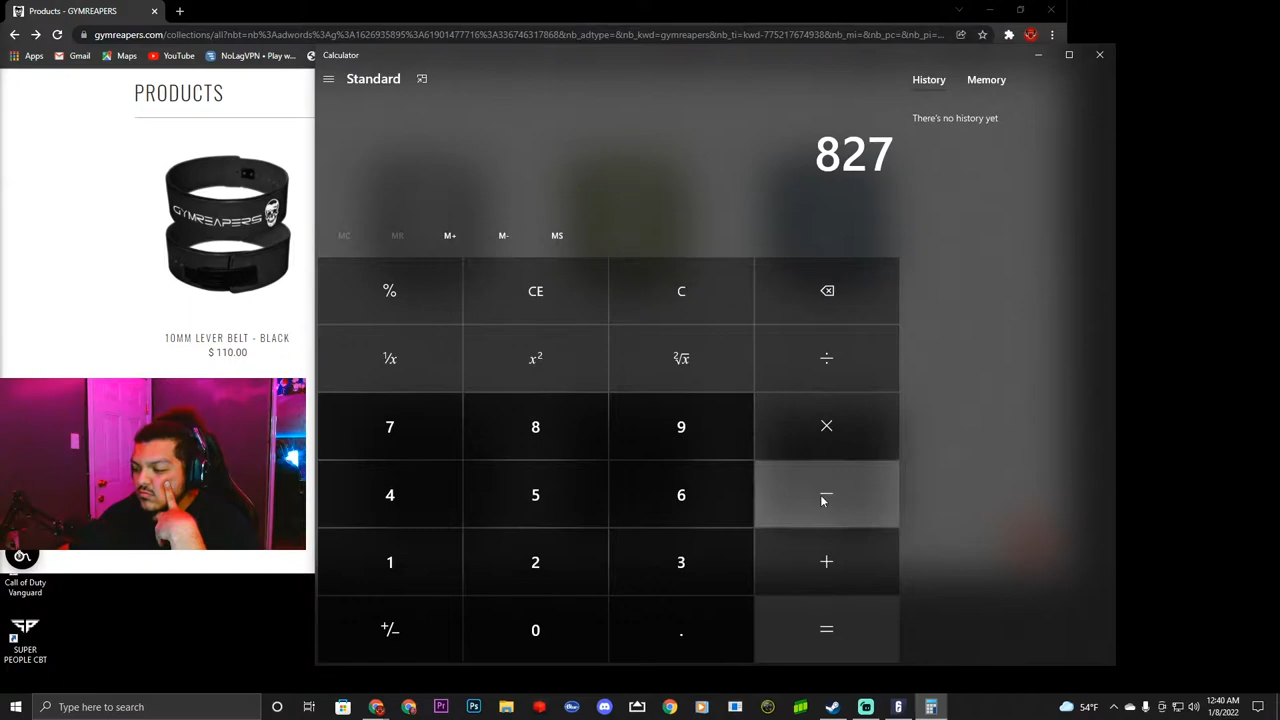 Products - GYMREAPERS
gymreapers.com/collections/all?nbt=nb%3Aadwords%3Ag%3A1626935895%3A61901477716%3A336746317868&nb_adtype=&nb_kwd=gymreapers&nb_ti=kwd-775217674938&nb_mi=&nb_pc=&nb_pi=...
Apps Gmail Maps YouTube NoLagVPN • Play w...
Calculator
Standard
History Memory
There's no history yet
827
MC MR M+ M- MS
% CE C
¹/x x² ²√x ÷
7 8 9 ×
4 5 6 −
1 2 3 +
+/− 0 . =
PRODUCTS
GYMREAPERS
10MM LEVER BELT - BLACK
$ 110.00
Call of Duty
Vanguard
SUPER
PEOPLE CBT
Type here to search
54°F
12:40 AM
1/8/2022